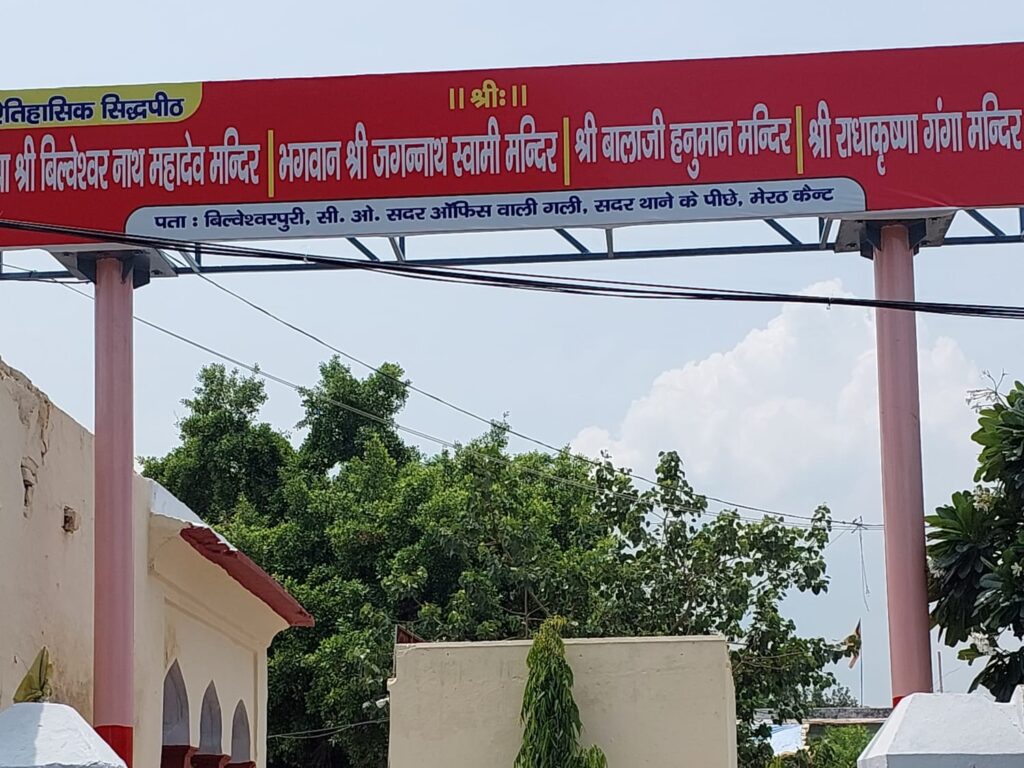 ऐतिहासिक सिद्धपीठ
॥ श्रीः ॥
श्री बिल्वेश्वर नाथ महादेव मन्दिर | भगवान श्री जगन्नाथ स्वामी मन्दिर | श्री बालाजी हनुमान मन्दिर | श्री राधाकृष्णा गंगा मन्दिर
पता : बिल्वेश्वरपुरी, सी. ओ. सदर ऑफिस वाली गली, सदर थाने के पीछे, मेरठ कैन्ट